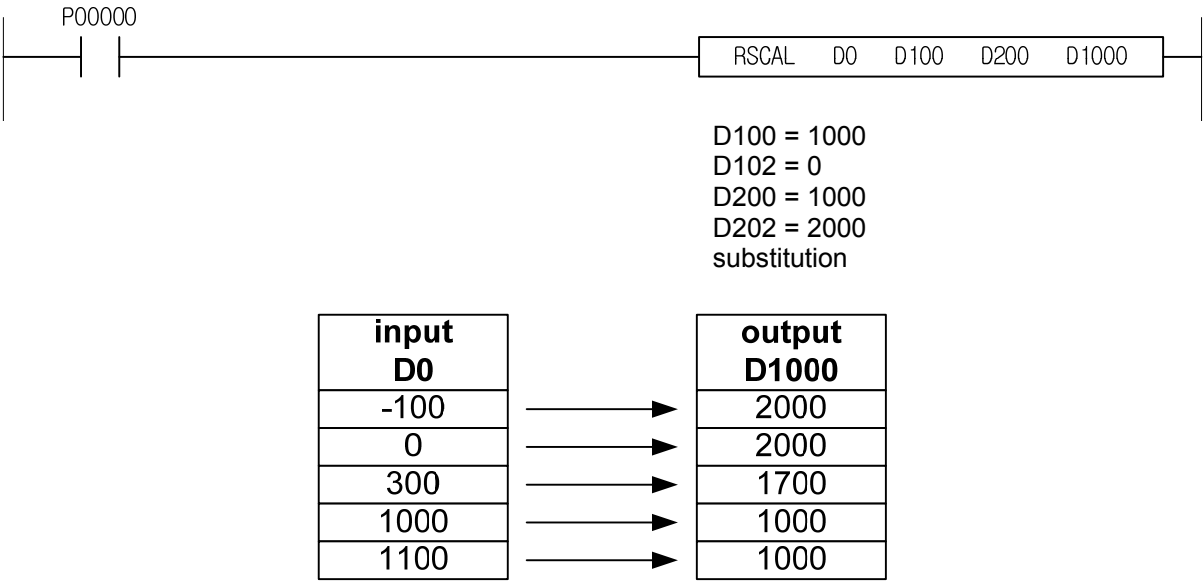 P00000
RSCAL D0 D100 D200 D1000
D100 = 1000
D102 = 0
D200 = 1000
D202 = 2000
substitution
input output
D0 D1000
-100 2000
0 2000
300 1700
1000 1000
1100 1000